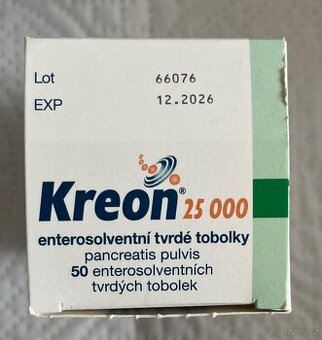 Lot 66076
EXP 12.2026
Kreon® 25 000
enterosolventní tvrdé tobolky
pancreatis pulvis
50 enterosolventních
tvrdých tobolek